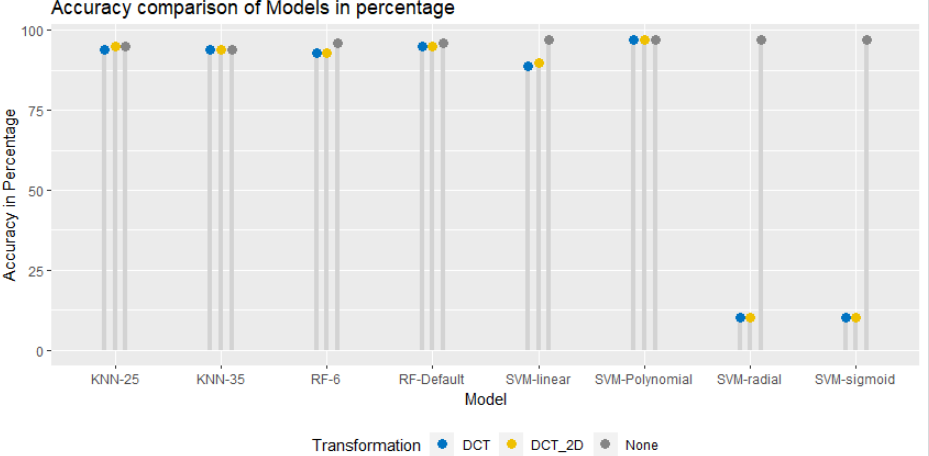 Accuracy comparison of Models in percentage
100
75
50
25
0
Accuracy in Percentage
KNN-25 KNN-35 RF-6 RF-Default SVM-linear SVM-Polynomial SVM-radial SVM-sigmoid
Model
Transformation DCT DCT_2D None